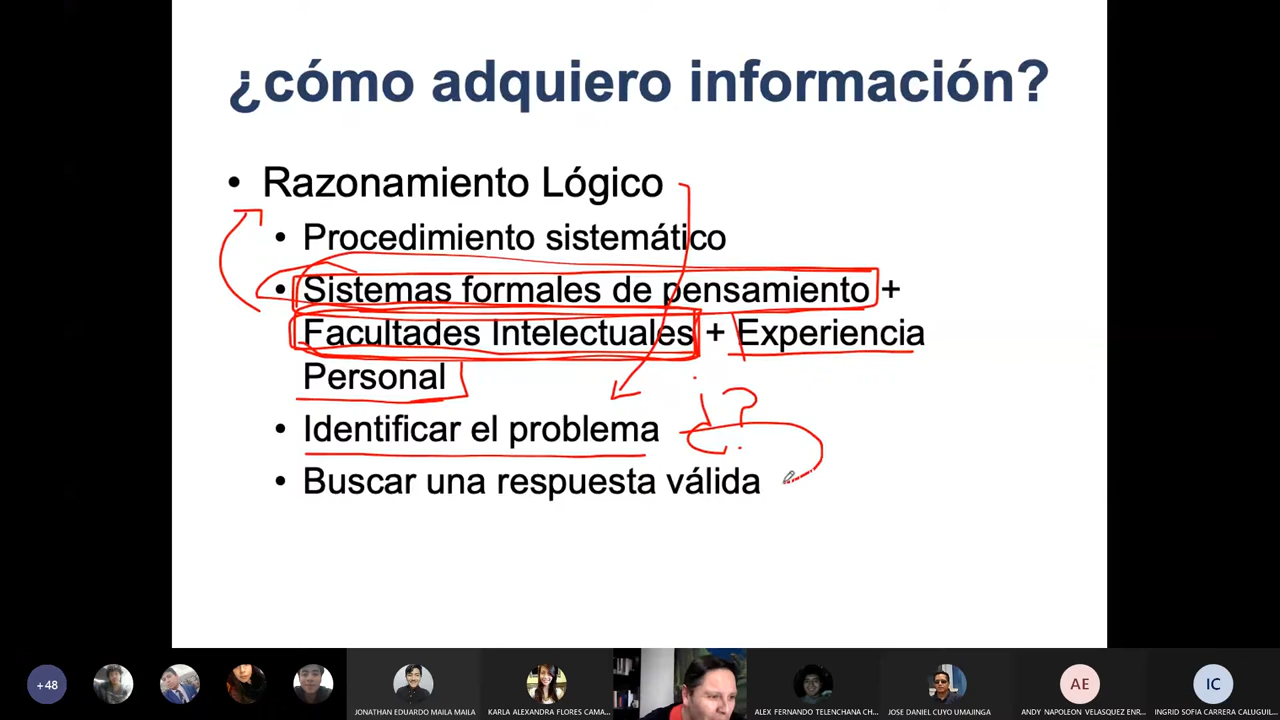 ¿cómo adquiero información?
• Razonamiento Lógico
• Procedimiento sistemático
• Sistemas formales de pensamiento +
Facultades Intelectuales + Experiencia
Personal
¿?
• Identificar el problema
• Buscar una respuesta válida
+48
JONATHAN EDUARDO MAILA MAILA
KARLA ALEXANDRA FLORES CAMA...
ALEX FERNANDO TELENCHANA CH...
JOSE DANIEL CUYO UMAJINGA
AE
ANDY NAPOLEON VELASQUEZ ENR...
IC
INGRID SOFIA CARRERA CALUGUIL...